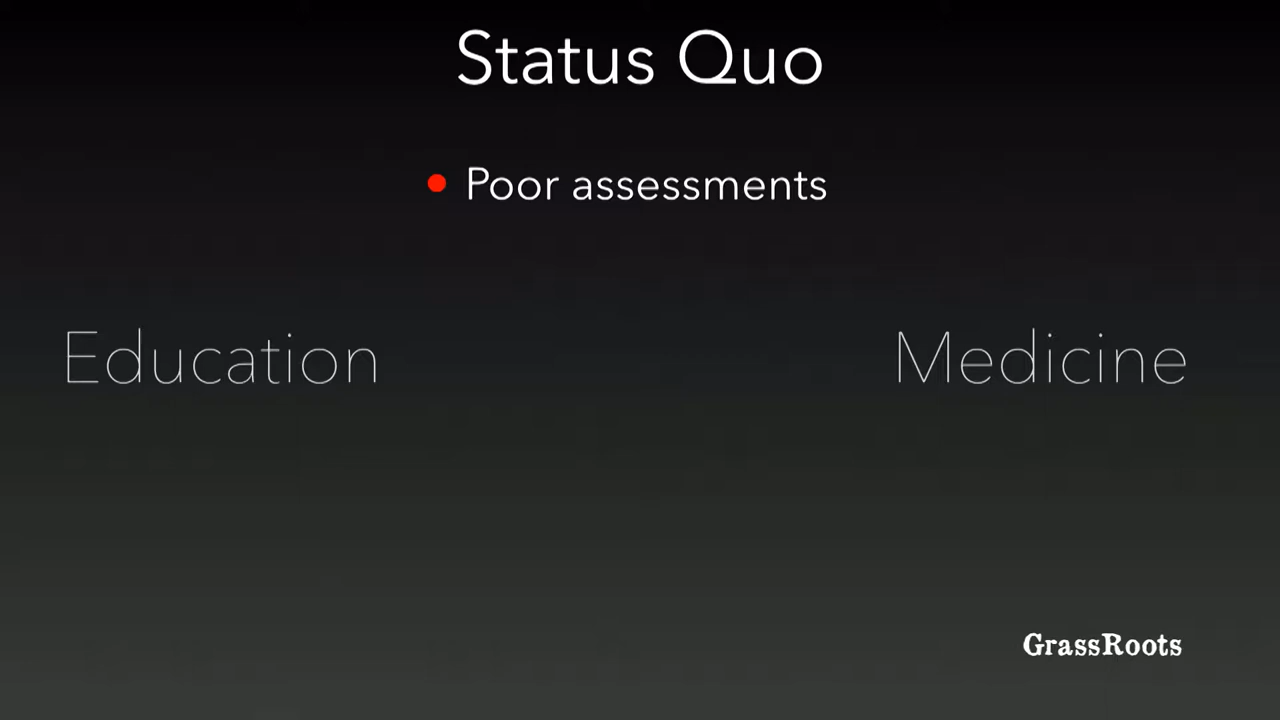 Status Quo
Poor assessments
Education
Medicine
GrassRoots